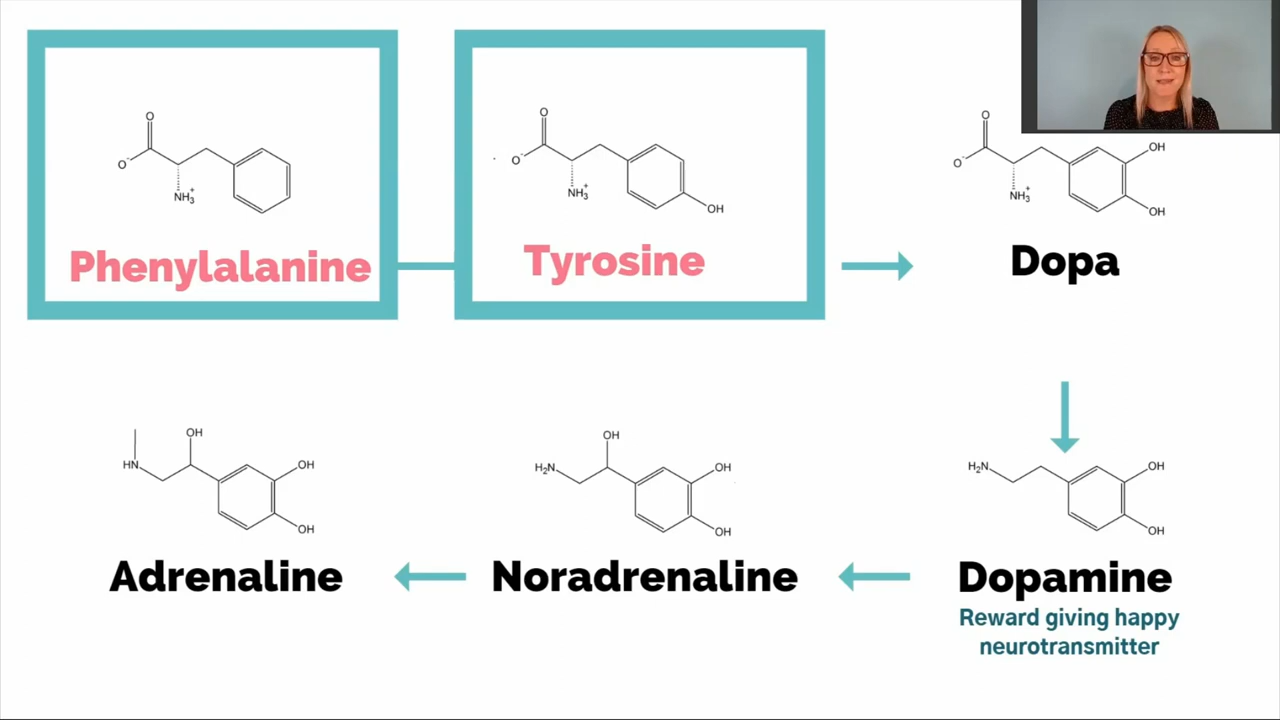 O
O⁻
NH₃⁺
Phenylalanine
O
O⁻
NH₃⁺
OH
Tyrosine
O
O⁻
NH₃⁺
OH
OH
Dopa
HN
OH
OH
OH
Adrenaline
H₂N
OH
OH
OH
Noradrenaline
H₂N
OH
OH
Dopamine
Reward giving happy
neurotransmitter